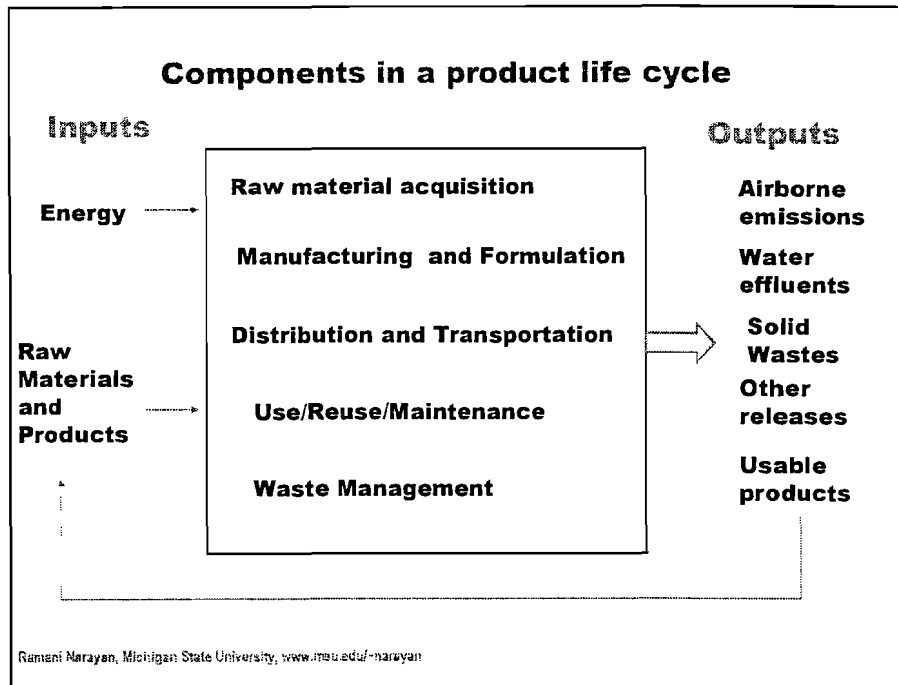 Components in a product life cycle
Inputs
Energy
Raw
Materials
and
Products
Raw material acquisition
Manufacturing and Formulation
Distribution and Transportation
Use/Reuse/Maintenance
Waste Management
Outputs
Airborne
emissions
Water
effluents
Solid
Wastes
Other
releases
Usable
products
Ramani Narayan, Michigan State University, www.msu.edu/~narayan